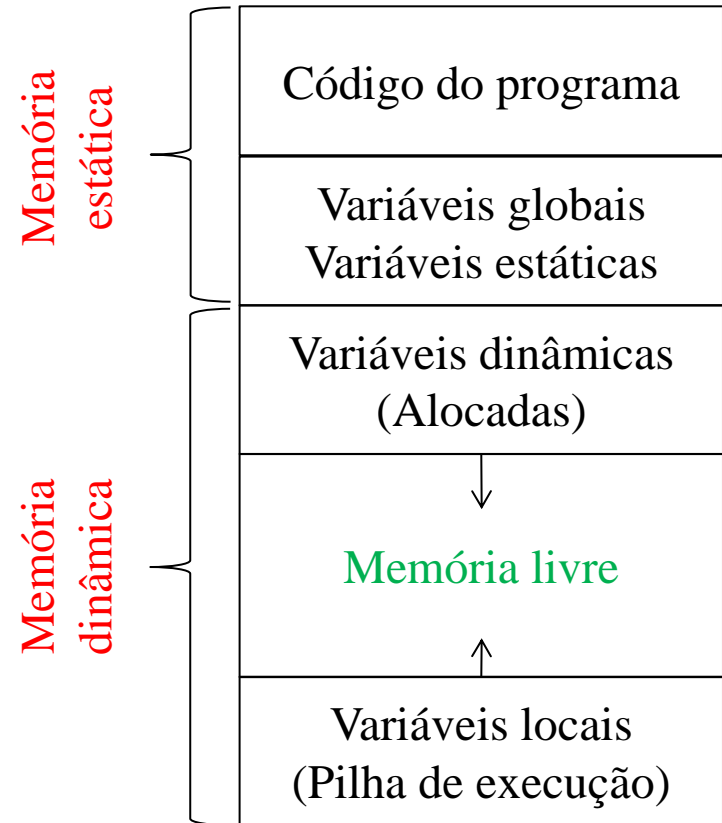 Memória
estática
Código do programa
Variáveis globais
Variáveis estáticas
Memória
dinâmica
Variáveis dinâmicas
(Alocadas)
Memória livre
Variáveis locais
(Pilha de execução)